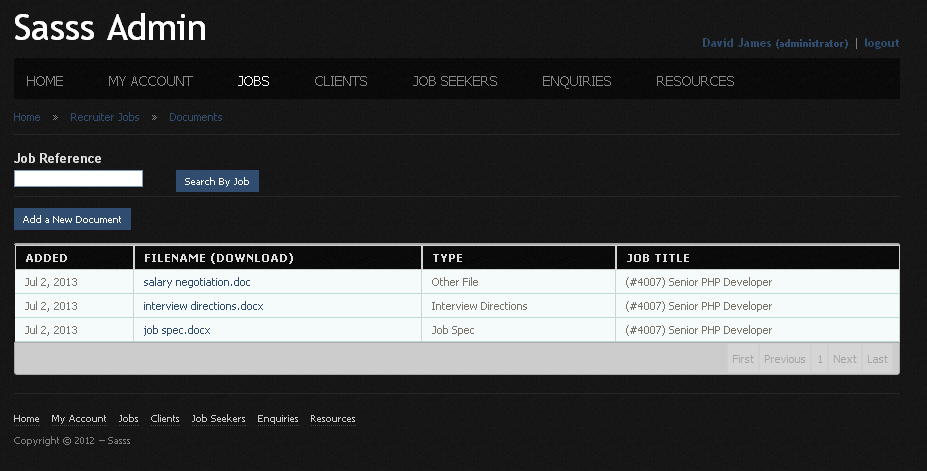 Sasss Admin
David James (administrator) | logout
HOME MY ACCOUNT JOBS CLIENTS JOB SEEKERS ENQUIRIES RESOURCES
Home » Recruiter Jobs » Documents
Job Reference
Search By Job
Add a New Document
ADDED FILENAME (DOWNLOAD) TYPE JOB TITLE
Jul 2, 2013 salary negotiation.doc Other File (#4007) Senior PHP Developer
Jul 2, 2013 interview directions.docx Interview Directions (#4007) Senior PHP Developer
Jul 2, 2013 job spec.docx Job Spec (#4007) Senior PHP Developer
First Previous 1 Next Last
Home My Account Jobs Clients Job Seekers Enquiries Resources
Copyright © 2012 – Sasss